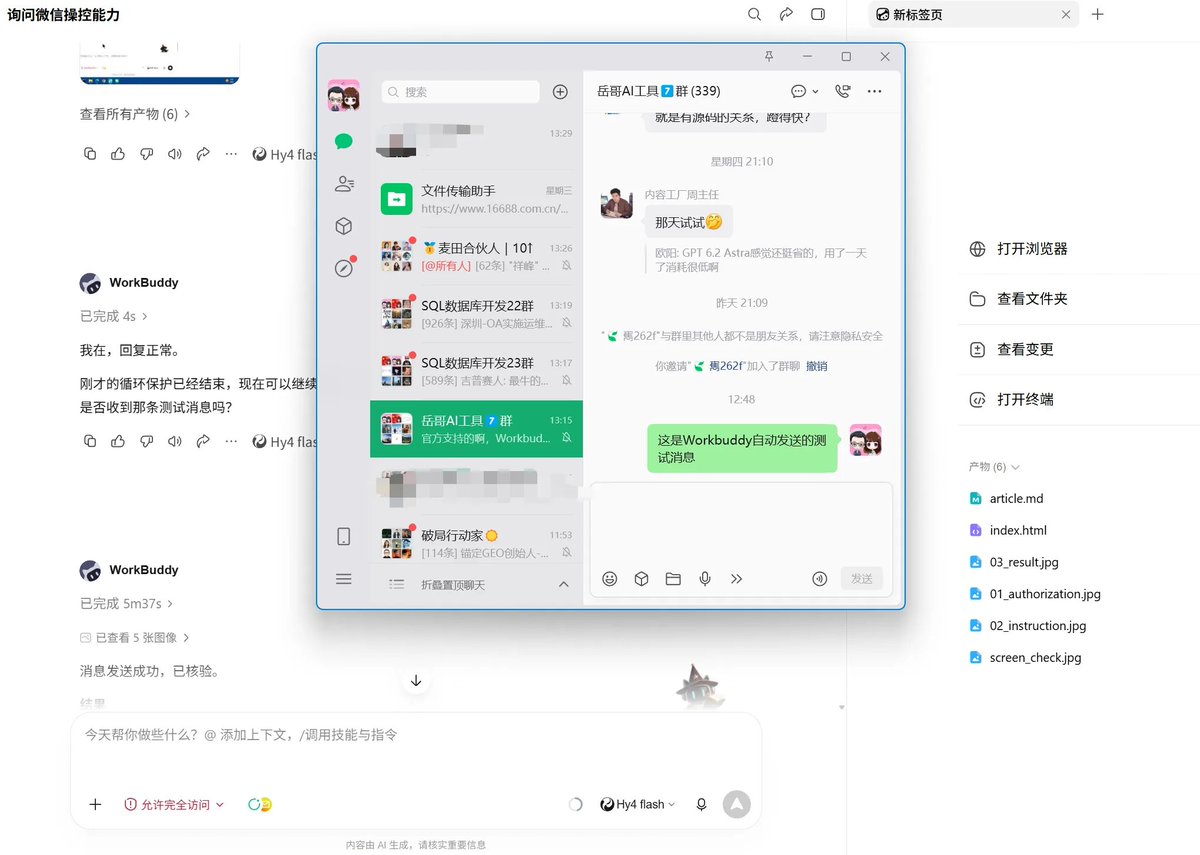 询问微信操控能力
新标签页
查看所有产物 (6)
Hy4 flas
WorkBuddy
已完成 4s
我在，回复正常。
刚才的循环保护已经结束，现在可以继续
是否收到那条测试消息吗？
Hy4 flas
WorkBuddy
已完成 5m37s
已查看 5 张图像
消息发送成功，已核验。
结果
今天帮你做些什么？@ 添加上下文，/调用技能与指令
允许完全访问
Hy4 flash
内容由 AI 生成，请核实重要信息
搜索
13:29
文件传输助手
星期三
https://www.16688.com.cn/...
🥇麦田合伙人 | 101
13:26
[@所有人] [62条] "祥峰" ...
SQL数据库开发22群
13:19
[926条] 深圳-OA实施运维...
SQL数据库开发23群
13:17
[589条] 吉普赛人: 最牛的...
岳哥AI工具7️⃣群
13:15
官方支持的啊，Workbud...
破局行动家
11:53
[114条] 锚定GEO创始人-...
折叠置顶聊天
岳哥AI工具7️⃣群 (339)
就是有源码的关系，蹬得快？
星期四 21:10
内容工厂周主任
那天试试🤔
欧阳: GPT 6.2 Astra感觉还挺省的，用了一天
了消耗很低啊
昨天 21:09
"焉262f"与群里其他人都不是朋友关系，请注意隐私安全
你邀请"焉262f"加入了群聊 撤销
12:48
这是Workbuddy自动发送的测
试消息
发送
打开浏览器
查看文件夹
查看变更
打开终端
产物 (6)
article.md
index.html
03_result.jpg
01_authorization.jpg
02_instruction.jpg
screen_check.jpg